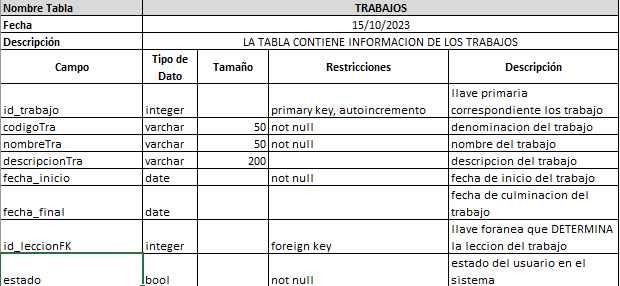 Nombre Tabla TRABAJOS
Fecha 15/10/2023
Descripción LA TABLA CONTIENE INFORMACION DE LOS TRABAJOS
Campo Tipo de Dato Tamaño Restricciones Descripción
id_trabajo integer primary key, autoincremento llave primaria correspondiente los trabajo
codigoTra varchar 50 not null denominacion del trabajo
nombreTra varchar 50 not null nombre del trabajo
descripcionTra varchar 200 descripcion del trabajo
fecha_inicio date not null fecha de inicio del trabajo
fecha_final date fecha de culminacion del trabajo
id_leccionFK integer foreign key llave foranea que DETERMINA la leccion del trabajo
estado bool not null estado del usuario en el sistema